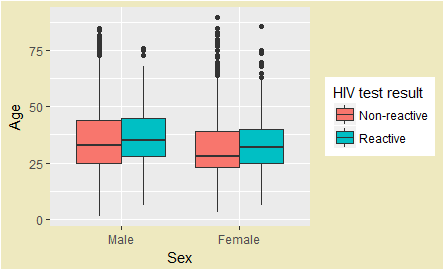 Age
75
50
25
0
Male
Female
Sex
HIV test result
Non-reactive
Reactive